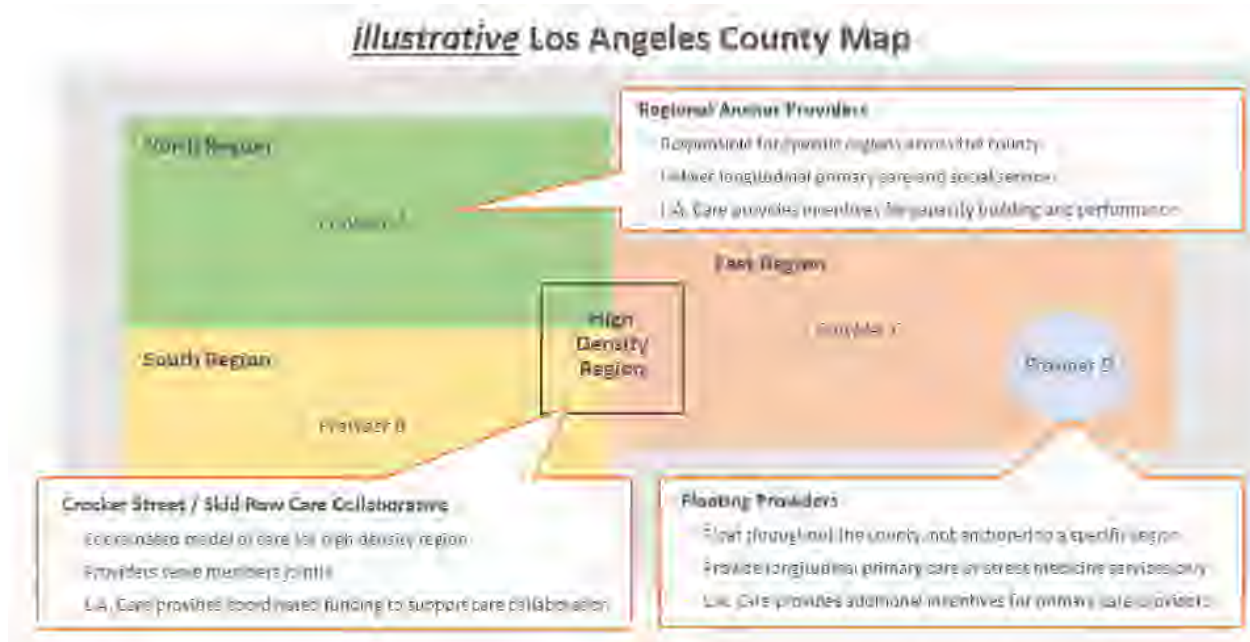 Illustrative Los Angeles County Map
Regional Anchor Providers
Responsible for specific regions across the county
Deliver longitudinal primary care and social services
L.A. Care provides incentives for capacity building and performance
North Region
Provider A
East Region
Provider C
High
Density
Region
Provider D
South Region
Provider B
Crocker Street / Skid Row Care Collaborative
Coordinated model of care for high density region
Providers serve members jointly
L.A. Care provides coordinated funding to support care collaboration
Floating Providers
Float throughout the county, not anchored to a specific region
Provide longitudinal primary care or street medicine services only
L.A. Care provides additional incentives for primary care providers